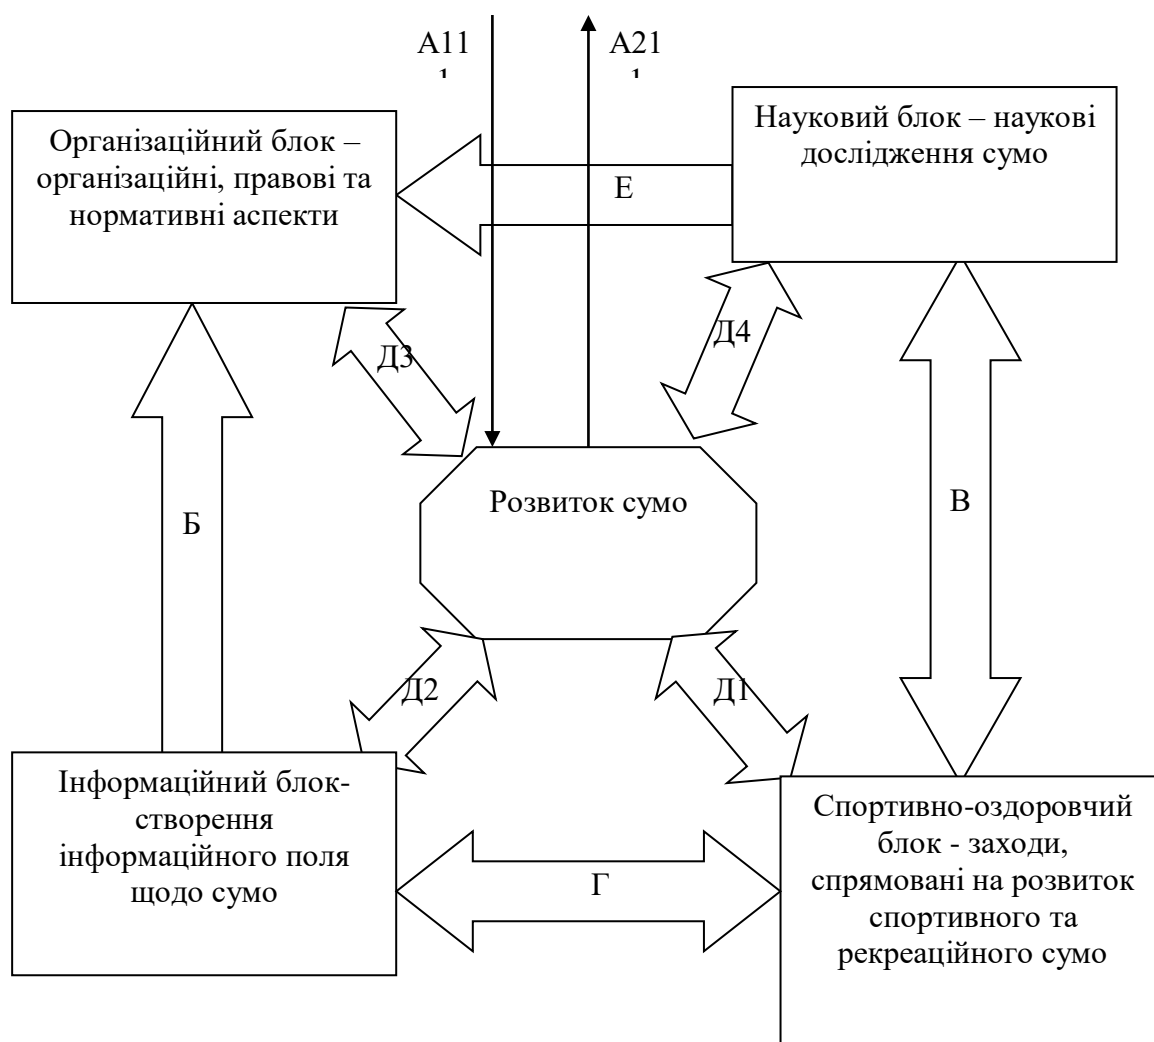 А11
1
А21
1
Організаційний блок –
організаційні, правові та
нормативні аспекти
Науковий блок – наукові
дослідження сумо
Е
Д3
Д4
Розвиток сумо
Б
В
Д2
Д1
Інформаційний блок-
створення
інформаційного поля
щодо сумо
Г
Спортивно-оздоровчий
блок - заходи,
спрямовані на розвиток
спортивного та
рекреаційного сумо